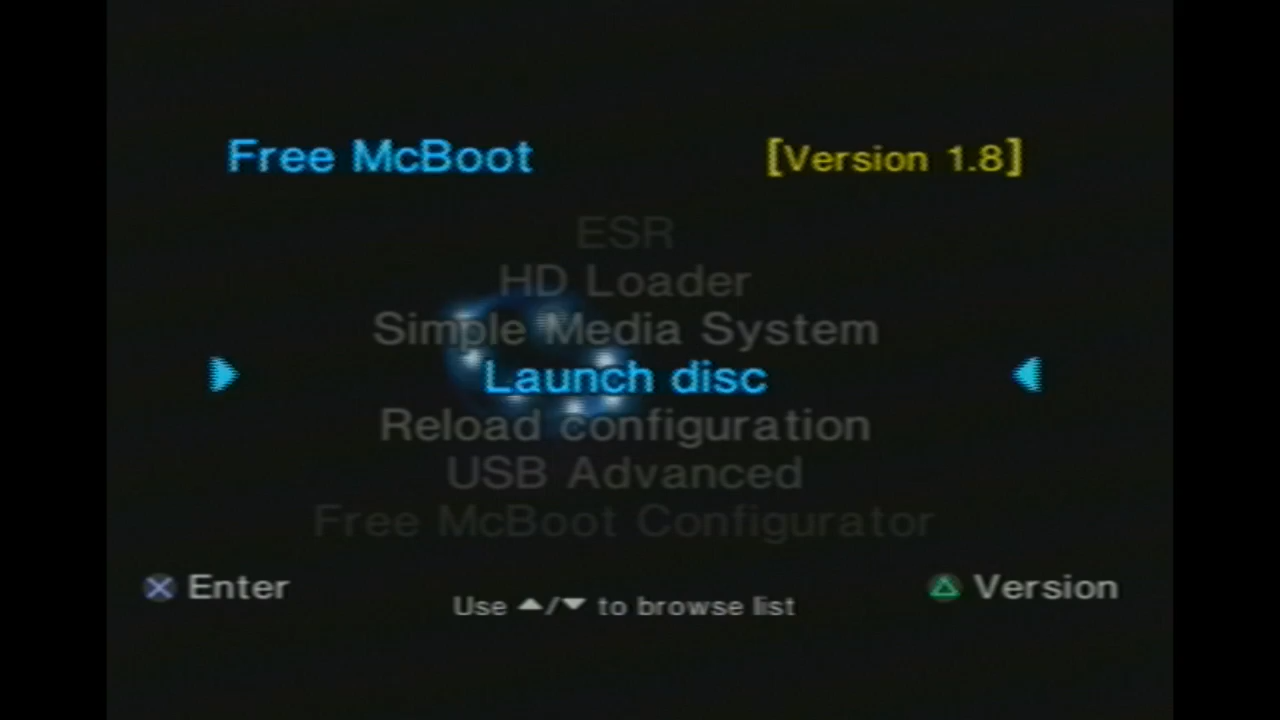 Free McBoot [Version 1.8]
ESR
HD Loader
Simple Media System
Launch disc
Reload configuration
USB Advanced
Free McBoot Configurator
Enter
Use ▲/▼ to browse list
Version